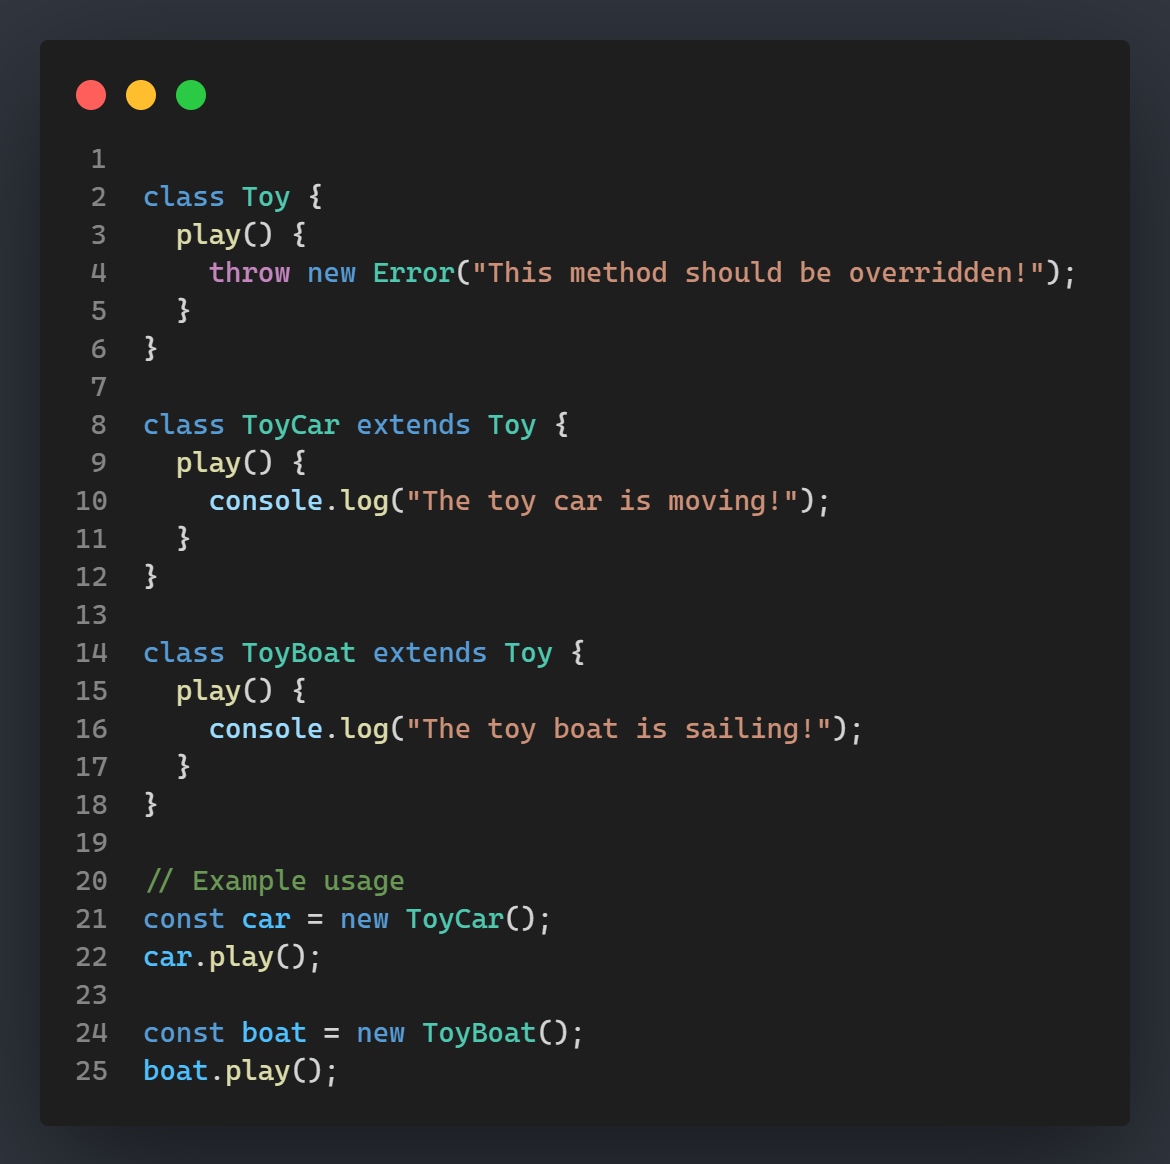 1
2 class Toy {
3   play() {
4     throw new Error("This method should be overridden!");
5   }
6 }
7
8 class ToyCar extends Toy {
9   play() {
10     console.log("The toy car is moving!");
11   }
12 }
13
14 class ToyBoat extends Toy {
15   play() {
16     console.log("The toy boat is sailing!");
17   }
18 }
19
20 // Example usage
21 const car = new ToyCar();
22 car.play();
23
24 const boat = new ToyBoat();
25 boat.play();